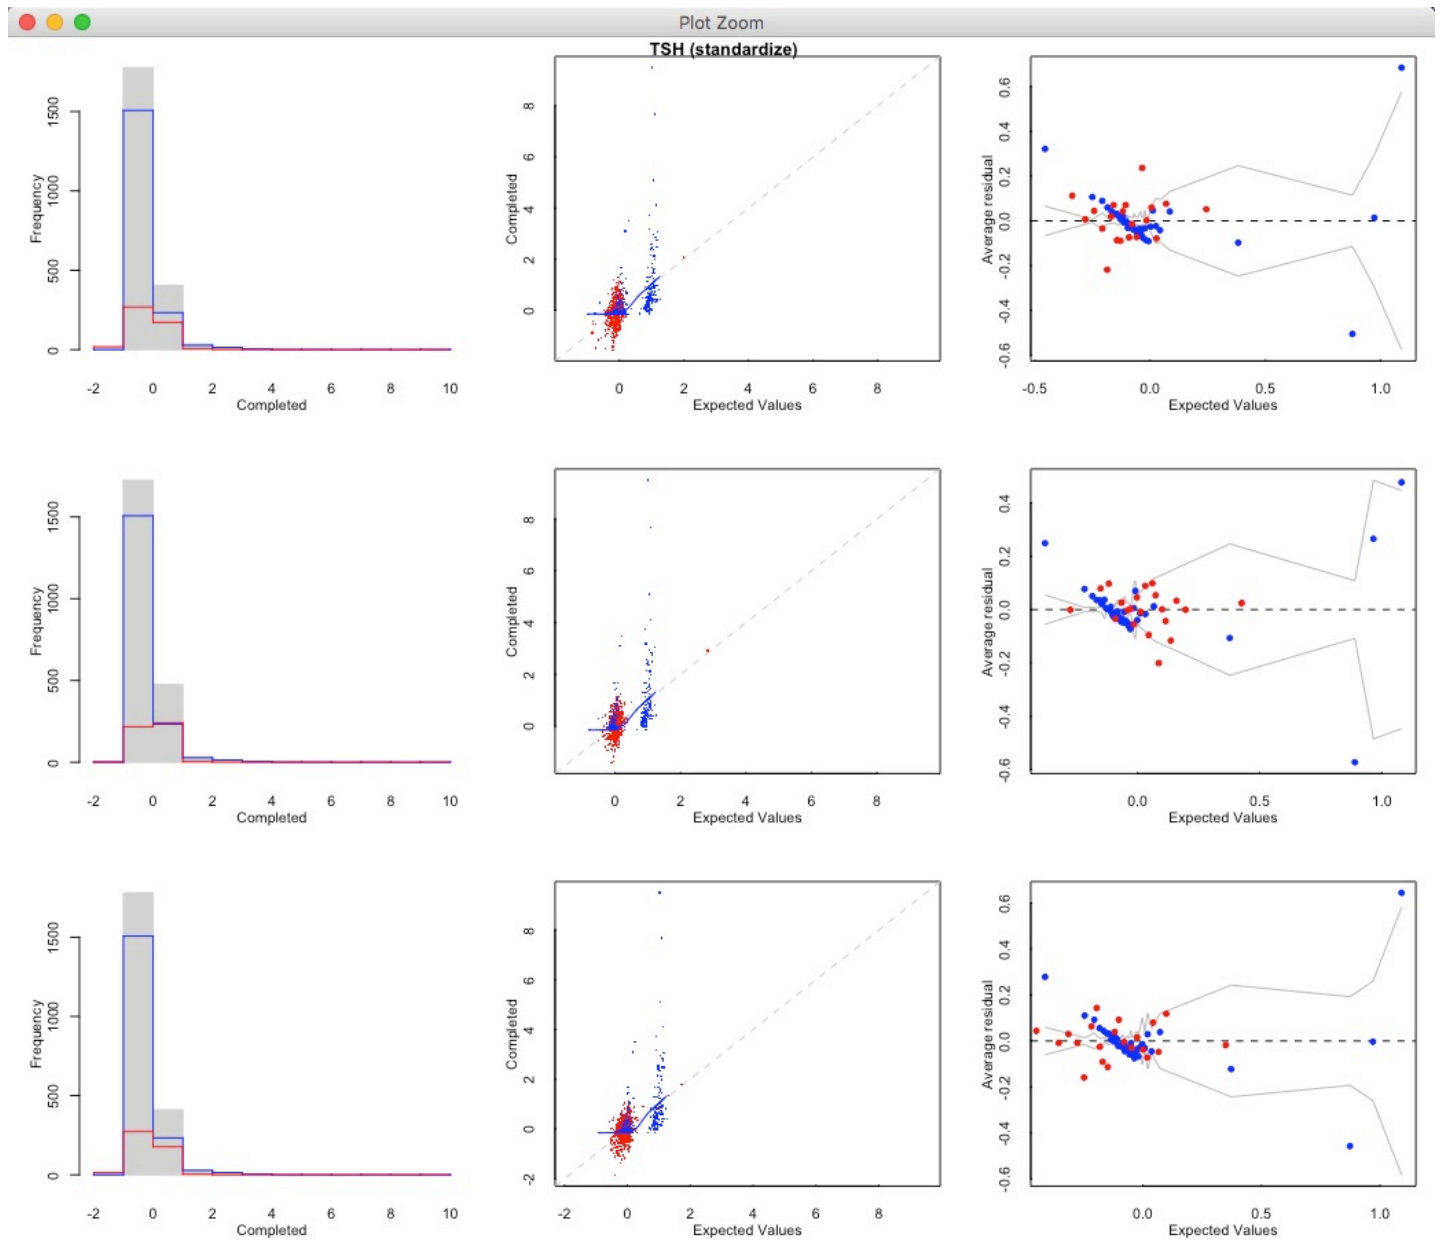 Plot Zoom
TSH (standardize)
Frequency
0 500 1000 1500
-2 0 2 4 6 8 10
Completed
Completed
0 2 4 6 8
0 2 4 6 8
Expected Values
Average residual
-0.6 -0.4 -0.2 0.0 0.2 0.4 0.6
-0.5 0.0 0.5 1.0
Expected Values
Frequency
0 500 1000 1500
-2 0 2 4 6 8 10
Completed
Completed
0 2 4 6 8
0 2 4 6 8
Expected Values
Average residual
-0.6 -0.4 -0.2 0.0 0.2 0.4
0.0 0.5 1.0
Expected Values
Frequency
0 500 1000 1500
-2 0 2 4 6 8 10
Completed
Completed
-2 0 2 4 6 8
-2 0 2 4 6 8
Expected Values
Average residual
-0.6 -0.4 -0.2 0.0 0.2 0.4 0.6
0.0 0.5 1.0
Expected Values